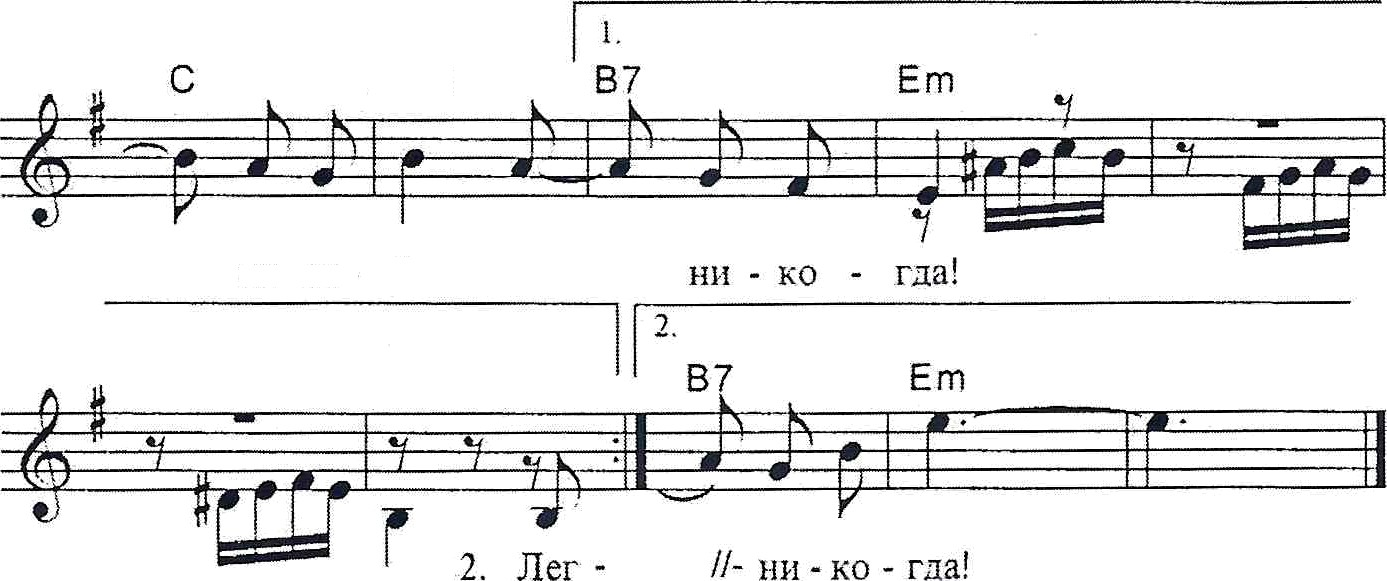 1.
C B7 Em
ни - ко - гда!
2.
B7 Em
2. Лег - //- ни - ко - гда!